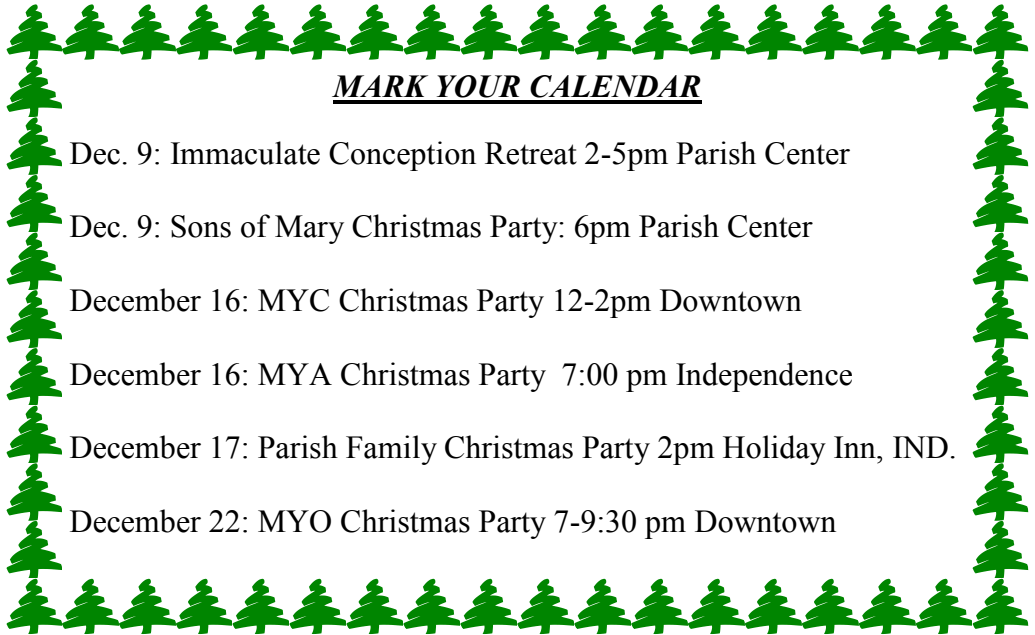 MARK YOUR CALENDAR
Dec. 9: Immaculate Conception Retreat 2-5pm Parish Center
Dec. 9: Sons of Mary Christmas Party: 6pm Parish Center
December 16: MYC Christmas Party 12-2pm Downtown
December 16: MYA Christmas Party  7:00 pm Independence
December 17: Parish Family Christmas Party 2pm Holiday Inn, IND.
December 22: MYO Christmas Party 7-9:30 pm Downtown